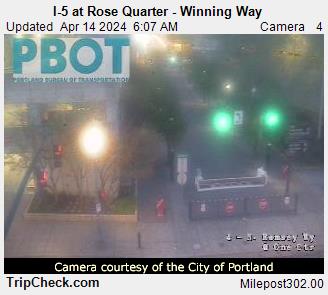 I-5 at Rose Quarter - Winning Way
Updated Apr 14 2024 6:07 AM Camera 4
PBOT
PORTLAND BUREAU OF TRANSPORTATION
Camera courtesy of the City of Portland
TripCheck.com Milepost302.00